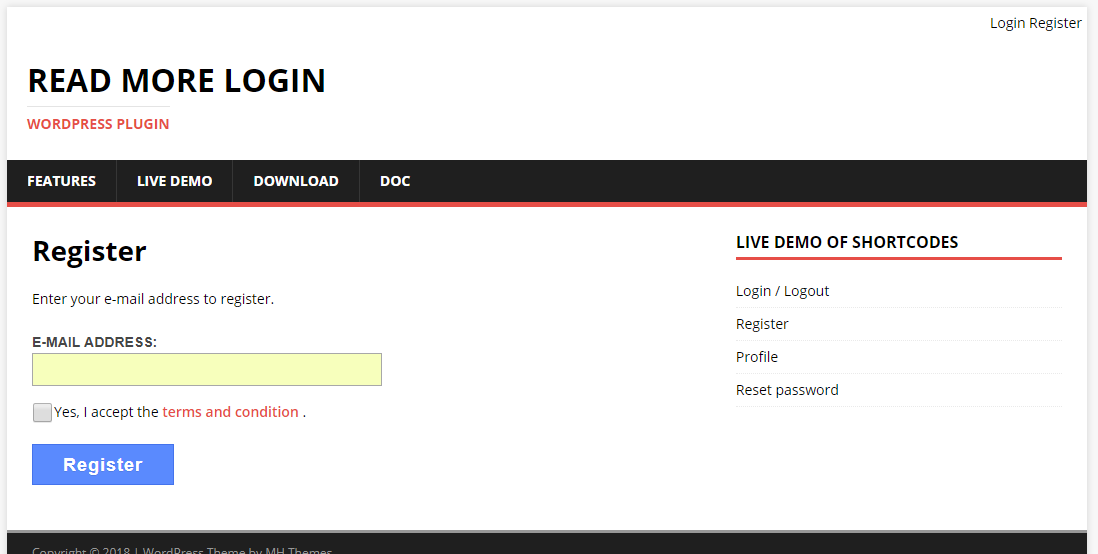 Login Register
READ MORE LOGIN
WORDPRESS PLUGIN
FEATURES LIVE DEMO DOWNLOAD DOC
Register
Enter your e-mail address to register.
E-MAIL ADDRESS:
Yes, I accept the terms and condition .
Register
LIVE DEMO OF SHORTCODES
Login / Logout
Register
Profile
Reset password
Copyright © 2018 | WordPress Theme by MH Themes